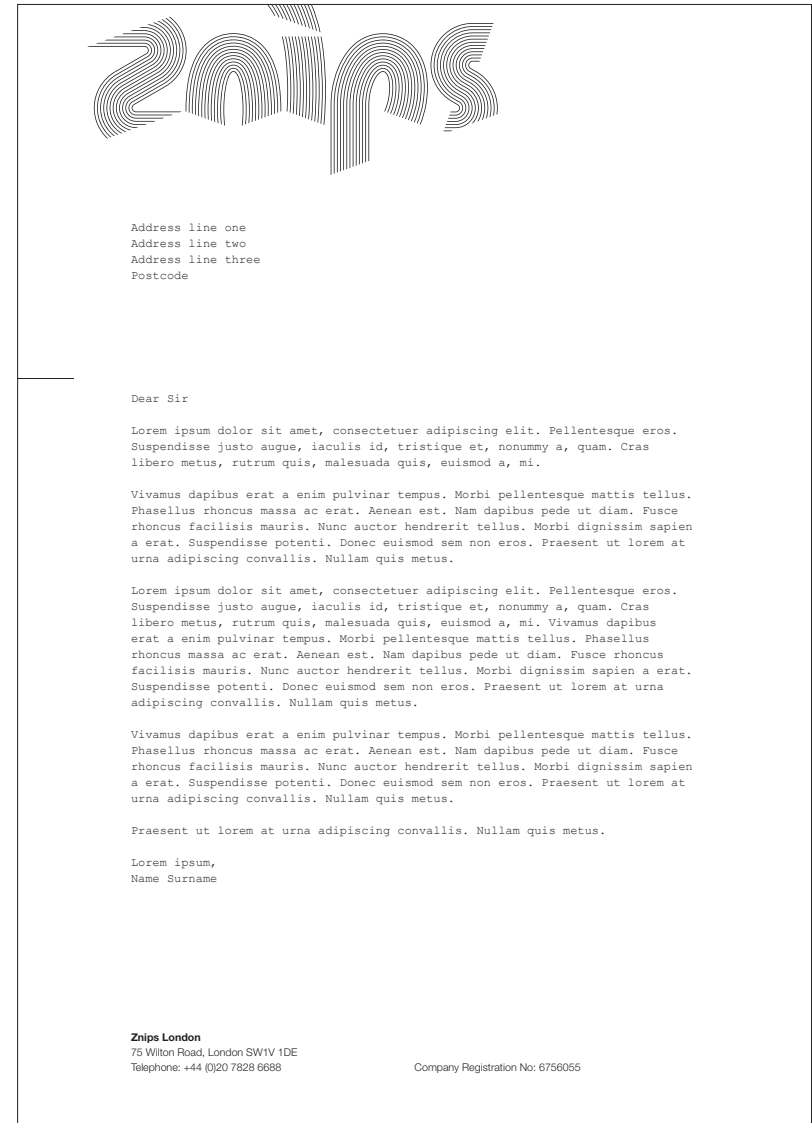 znips
Address line one
Address line two
Address line three
Postcode
Dear Sir
Lorem ipsum dolor sit amet, consectetuer adipiscing elit. Pellentesque eros.
Suspendisse justo augue, iaculis id, tristique et, nonummy a, quam. Cras
libero metus, rutrum quis, malesuada quis, euismod a, mi.
Vivamus dapibus erat a enim pulvinar tempus. Morbi pellentesque mattis tellus.
Phasellus rhoncus massa ac erat. Aenean est. Nam dapibus pede ut diam. Fusce
rhoncus facilisis mauris. Nunc auctor hendrerit tellus. Morbi dignissim sapien
a erat. Suspendisse potenti. Donec euismod sem non eros. Praesent ut lorem at
urna adipiscing convallis. Nullam quis metus.
Lorem ipsum dolor sit amet, consectetuer adipiscing elit. Pellentesque eros.
Suspendisse justo augue, iaculis id, tristique et, nonummy a, quam. Cras
libero metus, rutrum quis, malesuada quis, euismod a, mi. Vivamus dapibus
erat a enim pulvinar tempus. Morbi pellentesque mattis tellus. Phasellus
rhoncus massa ac erat. Aenean est. Nam dapibus pede ut diam. Fusce rhoncus
facilisis mauris. Nunc auctor hendrerit tellus. Morbi dignissim sapien a erat.
Suspendisse potenti. Donec euismod sem non eros. Praesent ut lorem at urna
adipiscing convallis. Nullam quis metus.
Vivamus dapibus erat a enim pulvinar tempus. Morbi pellentesque mattis tellus.
Phasellus rhoncus massa ac erat. Aenean est. Nam dapibus pede ut diam. Fusce
rhoncus facilisis mauris. Nunc auctor hendrerit tellus. Morbi dignissim sapien
a erat. Suspendisse potenti. Donec euismod sem non eros. Praesent ut lorem at
urna adipiscing convallis. Nullam quis metus.
Praesent ut lorem at urna adipiscing convallis. Nullam quis metus.
Lorem ipsum,
Name Surname
Znips London
75 Wilton Road, London SW1V 1DE
Telephone: +44 (0)20 7828 6688
Company Registration No: 6756055